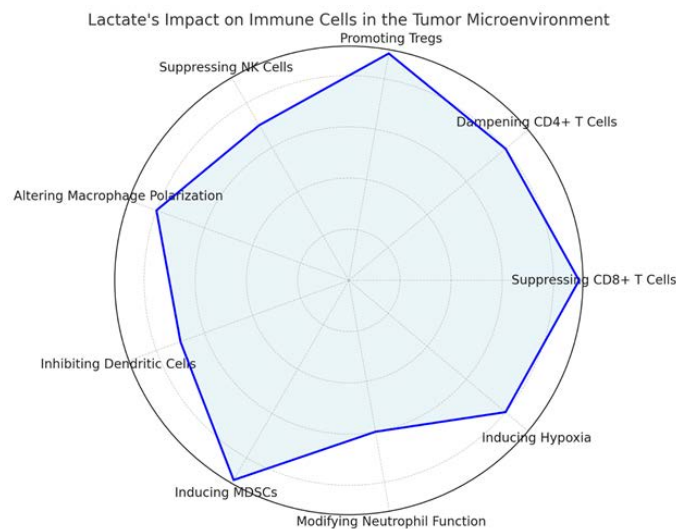 Lactate's Impact on Immune Cells in the Tumor Microenvironment
Promoting Tregs
Suppressing NK Cells
Dampening CD4+ T Cells
Altering Macrophage Polarization
Suppressing CD8+ T Cells
Inhibiting Dendritic Cells
Inducing Hypoxia
Inducing MDSCs
Modifying Neutrophil Function